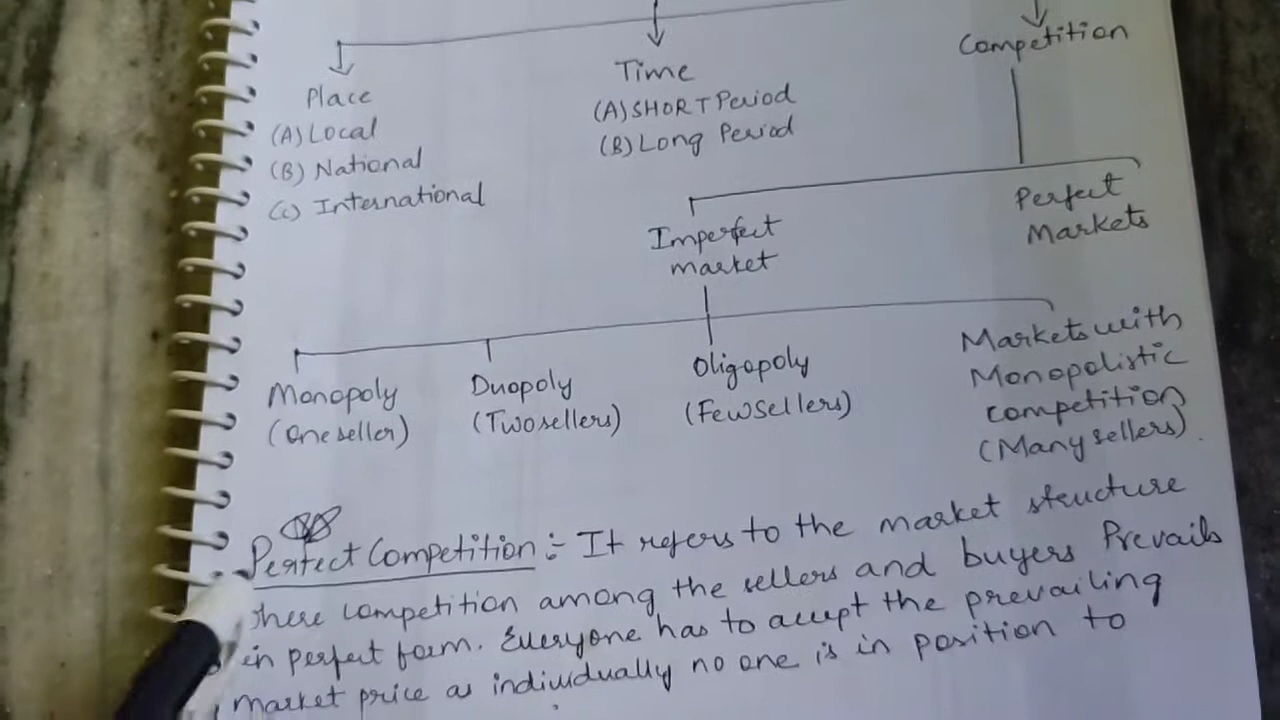 Place
(A) Local
(B) National
(C) International
Time
(A) SHORT Period
(B) Long Period
Competition
Imperfect
market
Perfect
Markets
Monopoly
(One seller)
Duopoly
(Two sellers)
Oligopoly
(Few Sellers)
Markets with
Monopolistic
competition
(Many sellers).
Perfect Competition :- It refers to the market structure
where competition among the sellers and buyers Prevails
in perfect form. Everyone has to accept the prevailing
market price as individually no one is in position to